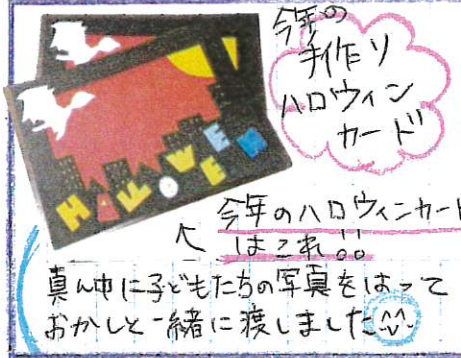 今年の
手作り
ハロウィン
カード
HALLOWEEN
今年のハロウィンカード
はこれ!!
真ん中に子どもたちの写真をはって
おかしと一緒に渡しました